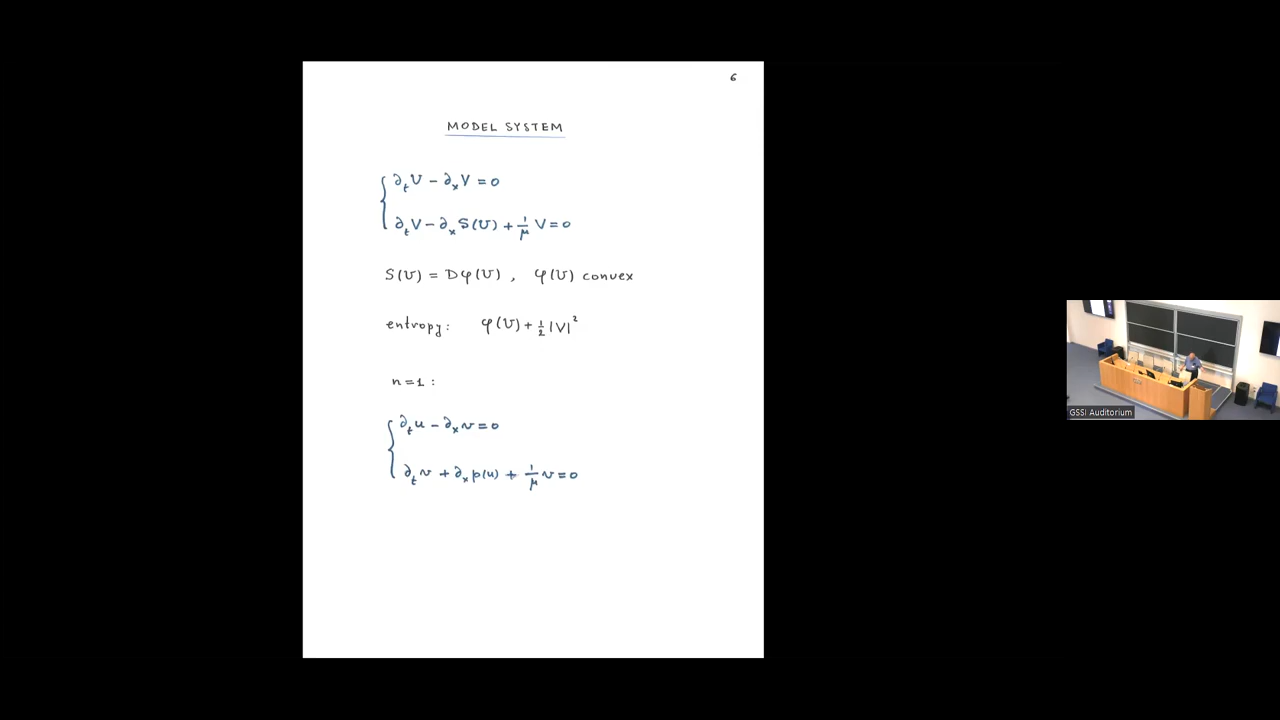 6
MODEL SYSTEM
∂ₜU − ∂ₓV = 0
∂ₜV − ∂ₓS(U) + 1/μ V = 0
S(U) = Dφ(U) , φ(U) convex
entropy: φ(U) + 1/2 |V|²
n = 1 :
∂ₜu − ∂ₓv = 0
∂ₜv + ∂ₓp(u) + 1/μ v = 0
GSSI Auditorium